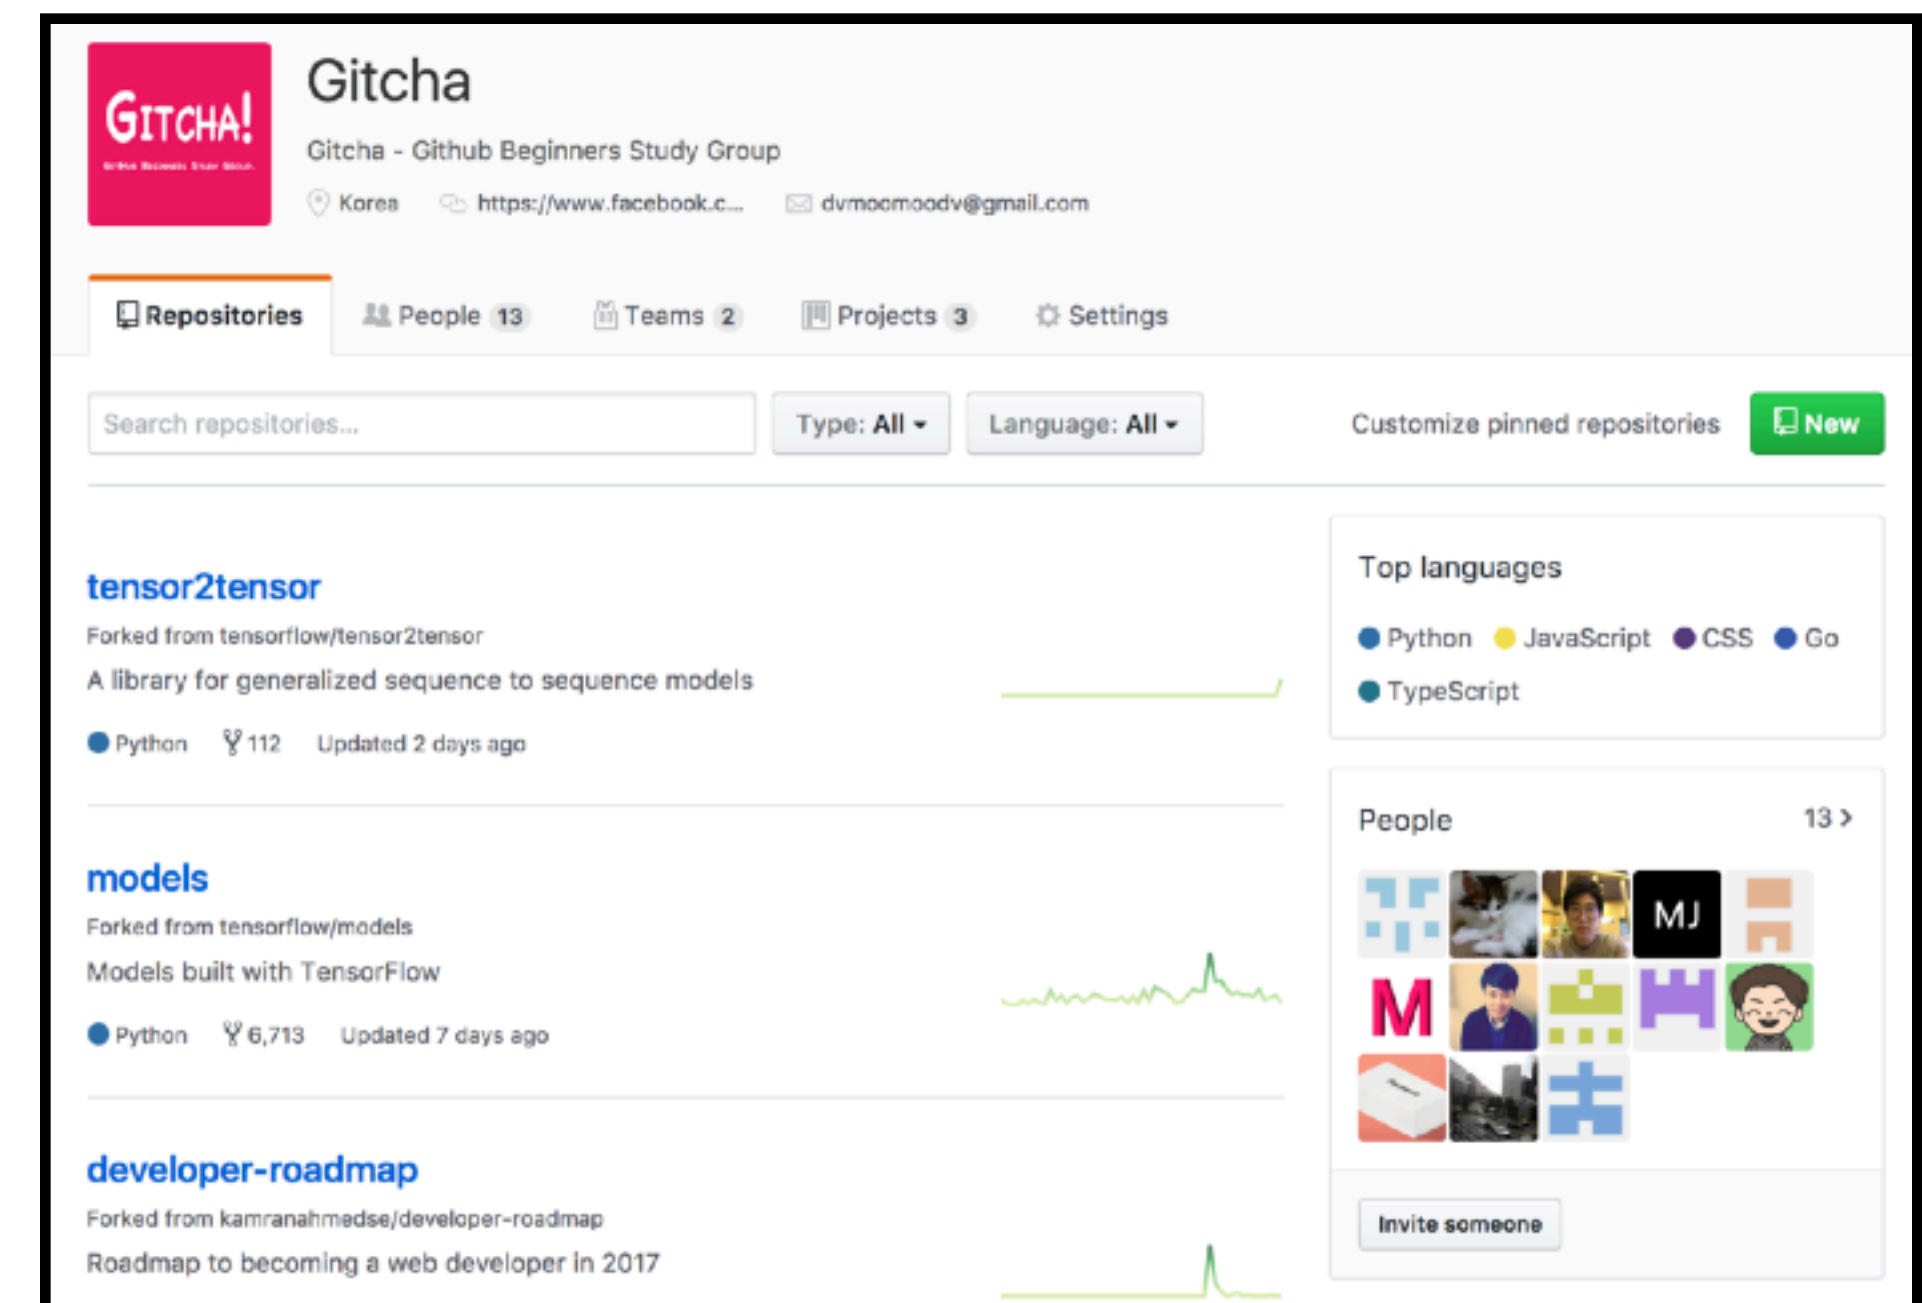 GITCHA!
Gitcha
Gitcha - Github Beginners Study Group
Korea https://www.facebook.c... dvmoomoodv@gmail.com
Repositories People 13 Teams 2 Projects 3 Settings
Search repositories... Type: All Language: All Customize pinned repositories New
tensor2tensor
Forked from tensorflow/tensor2tensor
A library for generalized sequence to sequence models
Python 112 Updated 2 days ago
models
Forked from tensorflow/models
Models built with TensorFlow
Python 6,713 Updated 7 days ago
developer-roadmap
Forked from kamranahmedse/developer-roadmap
Roadmap to becoming a web developer in 2017
Top languages
Python JavaScript CSS Go
TypeScript
People 13
MJ
M
Invite someone